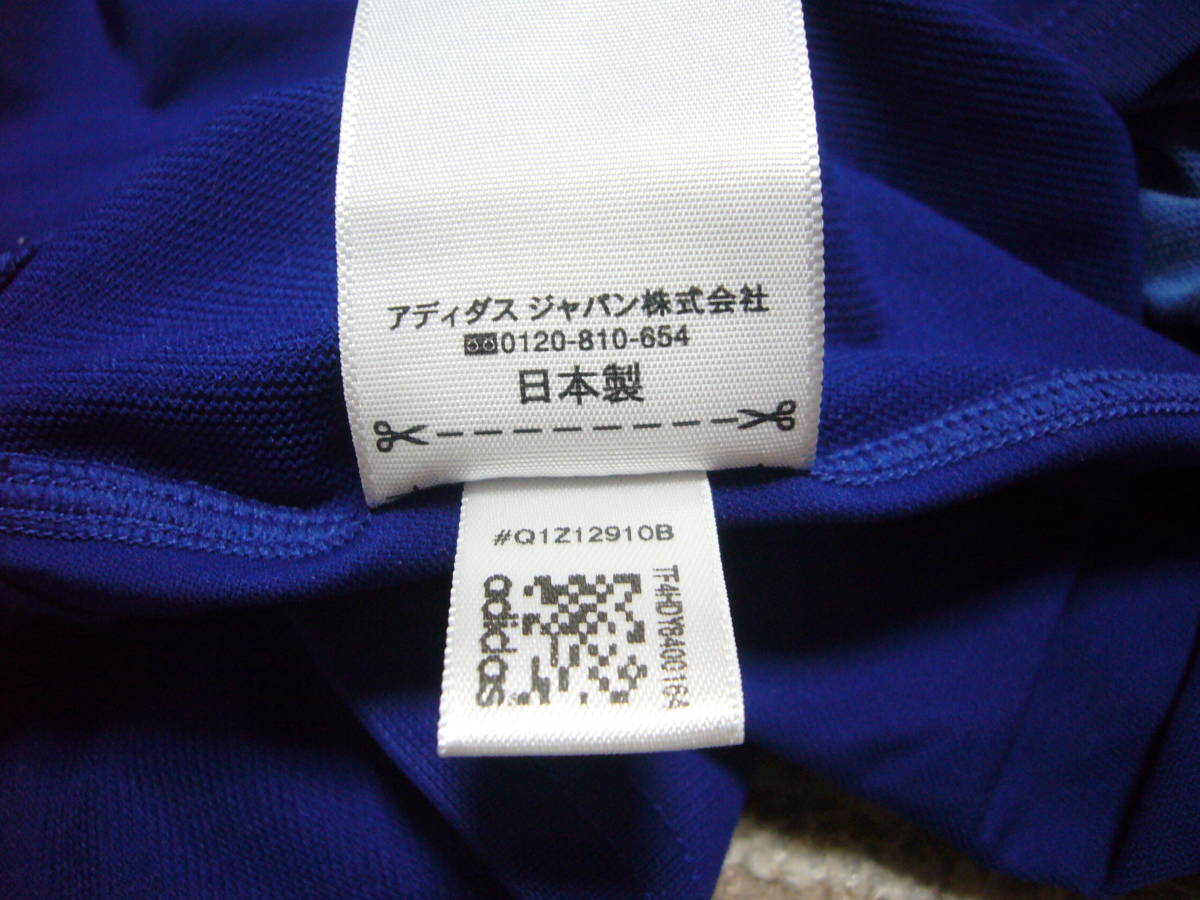 アディダス ジャパン株式会社
0120-810-654
日本製
#Q1Z12910B
adidas
TF4HDY8400164